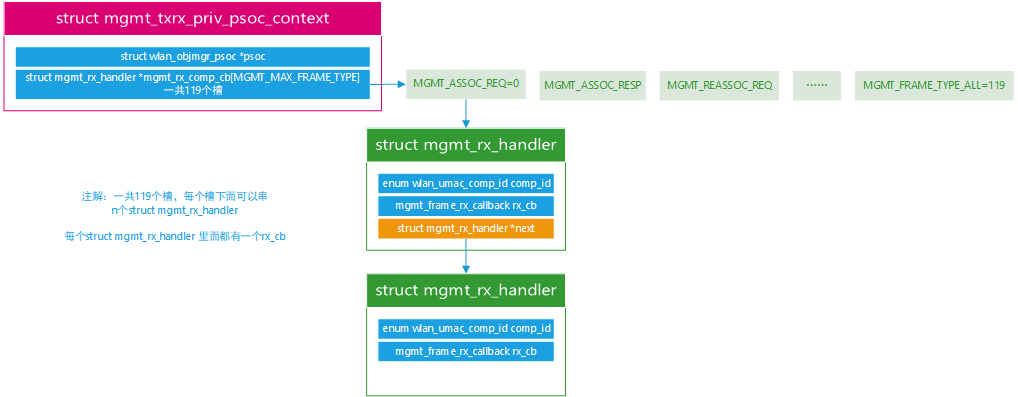 struct mgmt_txrx_priv_psoc_context
struct wlan_objmgr_psoc *psoc
struct mgmt_rx_handler *mgmt_rx_comp_cb[MGMT_MAX_FRAME_TYPE]
一共119个槽
MGMT_ASSOC_REQ=0
MGMT_ASSOC_RESP
MGMT_REASSOC_REQ
……
MGMT_FRAME_TYPE_ALL=119
struct mgmt_rx_handler
enum wlan_umac_comp_id comp_id
mgmt_frame_rx_callback rx_cb
struct mgmt_rx_handler *next
注解：一共119个槽，每个槽下面可以串
n个struct mgmt_rx_handler
每个struct mgmt_rx_handler 里面都有一个rx_cb
struct mgmt_rx_handler
enum wlan_umac_comp_id comp_id
mgmt_frame_rx_callback rx_cb